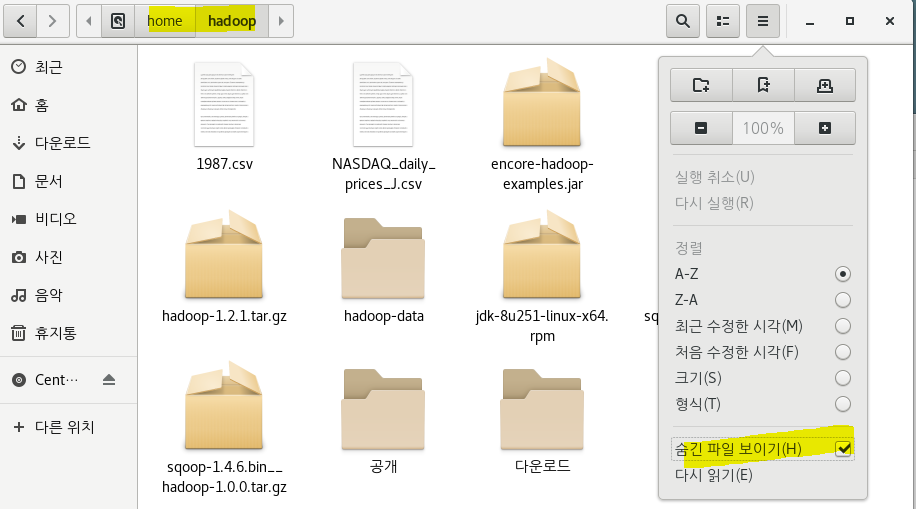 home
hadoop
최근
홈
다운로드
문서
비디오
사진
음악
휴지통
Cent…
다른 위치
1987.csv
NASDAQ_daily_
prices_J.csv
encore-hadoop-
examples.jar
hadoop-1.2.1.tar.gz
hadoop-data
jdk-8u251-linux-x64.
rpm
sq
sqoop-1.4.6.bin__
hadoop-1.0.0.tar.gz
공개
다운로드
100%
실행 취소(U)
다시 실행(R)
정렬
A-Z
Z-A
최근 수정한 시각(M)
처음 수정한 시각(F)
크기(S)
형식(T)
숨긴 파일 보이기(H)
다시 읽기(E)